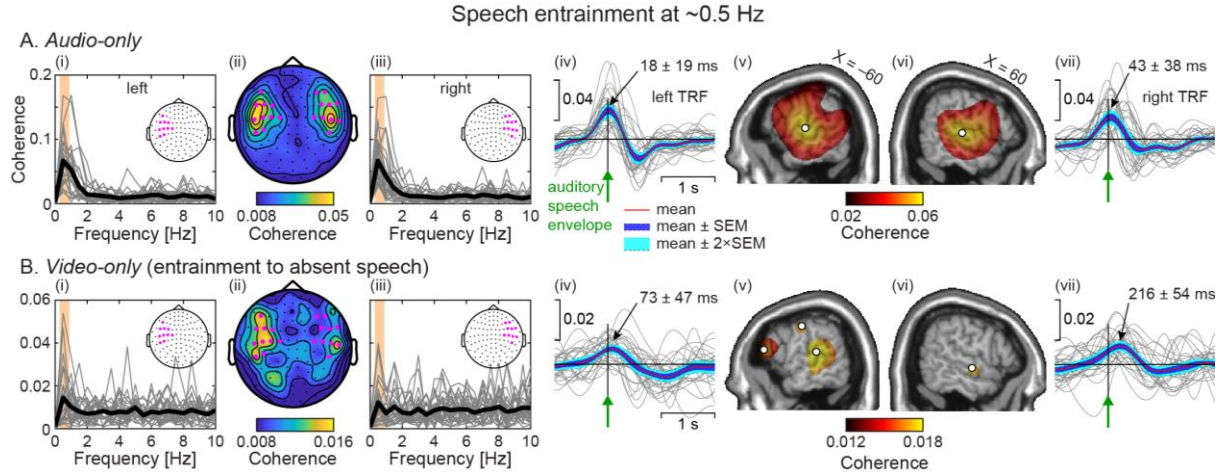 Speech entrainment at ~0.5 Hz
A. Audio-only
(i) left (ii) (iii) right (iv) 18 ± 19 ms (v) X = –60 (vi) X = 60 (vii) 43 ± 38 ms
0.2
0.15
0.1
0.05
0
Coherence
0 2 4 6 8 10
Frequency [Hz]
0.008 0.05
Coherence
0 2 4 6 8 10
Frequency [Hz]
0.04 left TRF
1 s
auditory
speech
envelope
mean
mean ± SEM
mean ± 2×SEM
0.02 0.06
Coherence
0.04 right TRF
B. Video-only (entrainment to absent speech)
(i) (ii) (iii) (iv) 73 ± 47 ms (v) (vi) (vii) 216 ± 54 ms
0.06
0.04
0.02
0
0 2 4 6 8 10
Frequency [Hz]
0.008 0.016
Coherence
0 2 4 6 8 10
Frequency [Hz]
0.02
1 s
0.012 0.018
Coherence
0.02